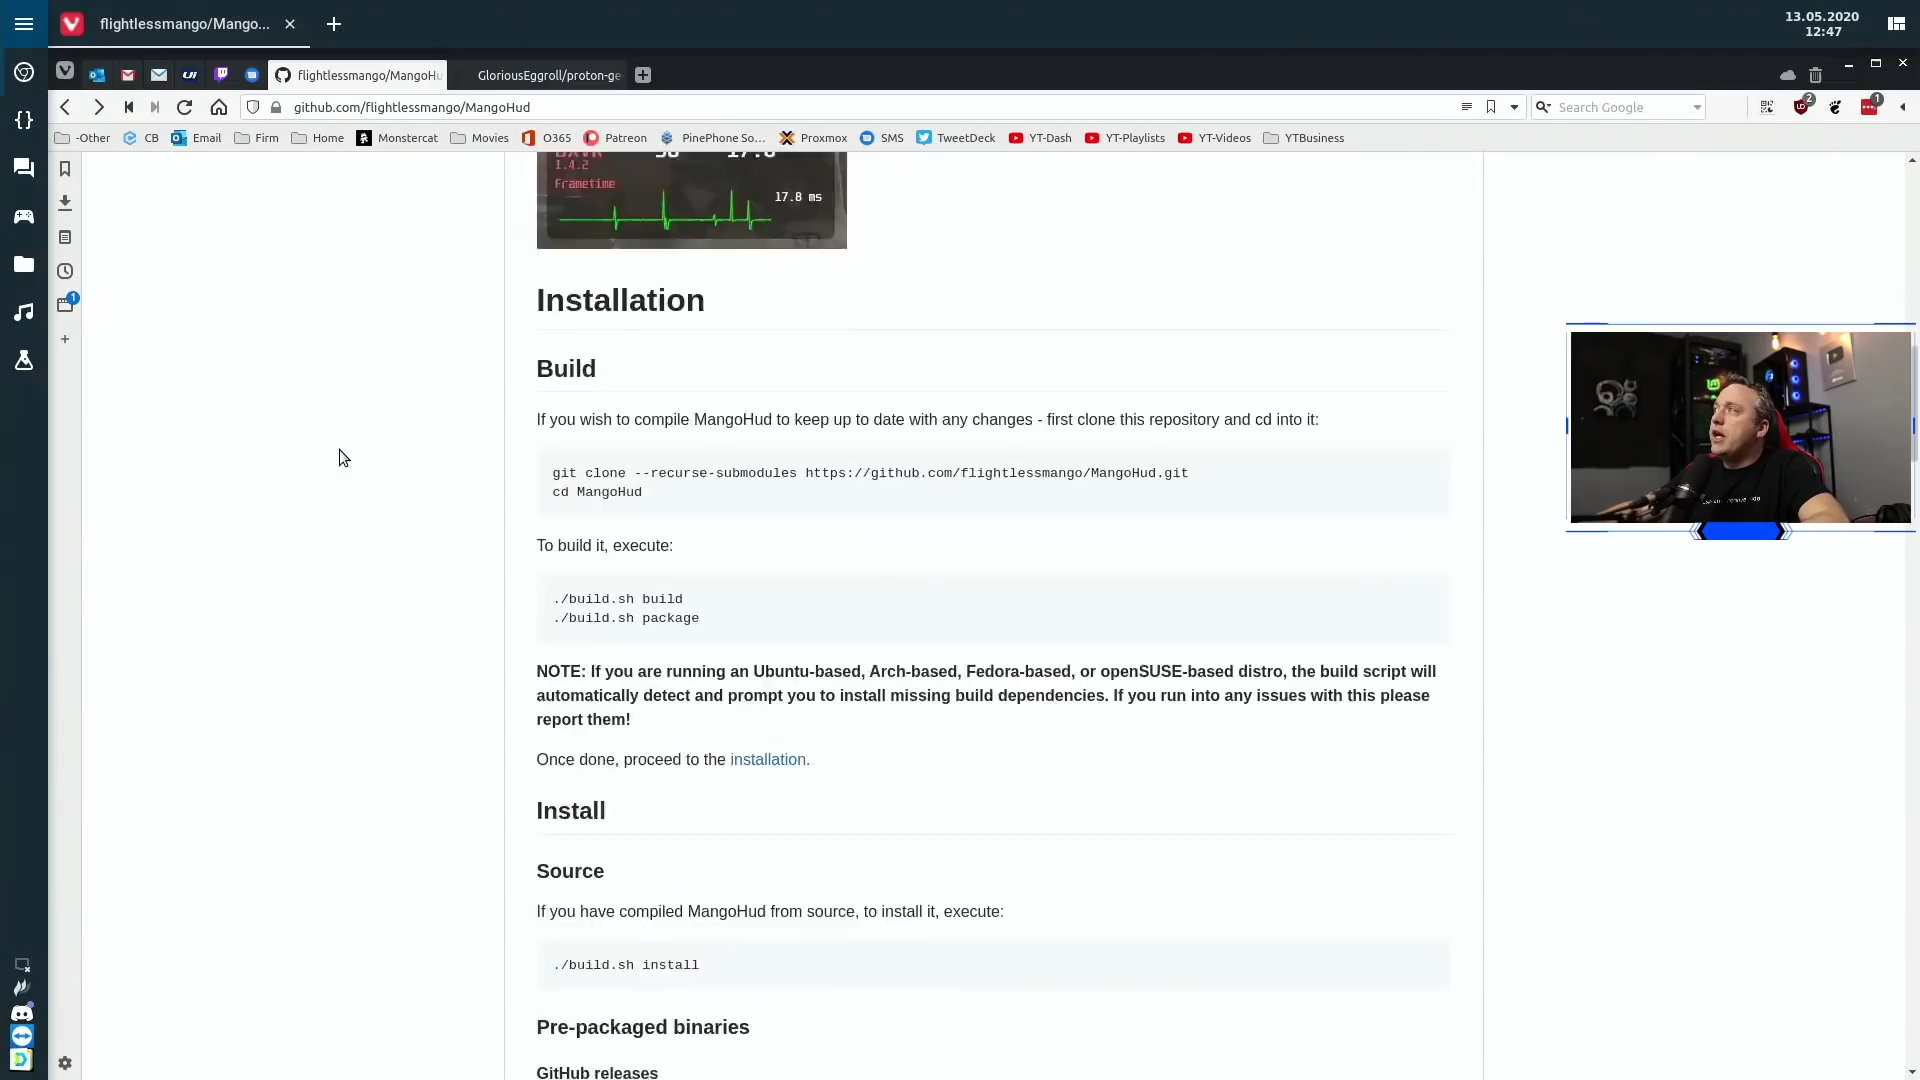 flightlessmango/Mango...
13.05.2020
12:47
flightlessmango/MangoHu
GloriousEggroll/proton-ge
github.com/flightlessmango/MangoHud
Search Google
2
1
-Other
CB
Email
Firm
Home
Monstercat
Movies
O365
Patreon
PinePhone So...
Proxmox
SMS
TweetDeck
YT-Dash
YT-Playlists
YT-Videos
YTBusiness
1.4.2
Frametime
17.8 ms
1
Installation
Build
If you wish to compile MangoHud to keep up to date with any changes - first clone this repository and cd into it:
git clone --recurse-submodules https://github.com/flightlessmango/MangoHud.git
cd MangoHud
To build it, execute:
./build.sh build
./build.sh package
NOTE: If you are running an Ubuntu-based, Arch-based, Fedora-based, or openSUSE-based distro, the build script will
automatically detect and prompt you to install missing build dependencies. If you run into any issues with this please
report them!
Once done, proceed to the installation.
Install
Source
If you have compiled MangoHud from source, to install it, execute:
./build.sh install
Pre-packaged binaries
GitHub releases